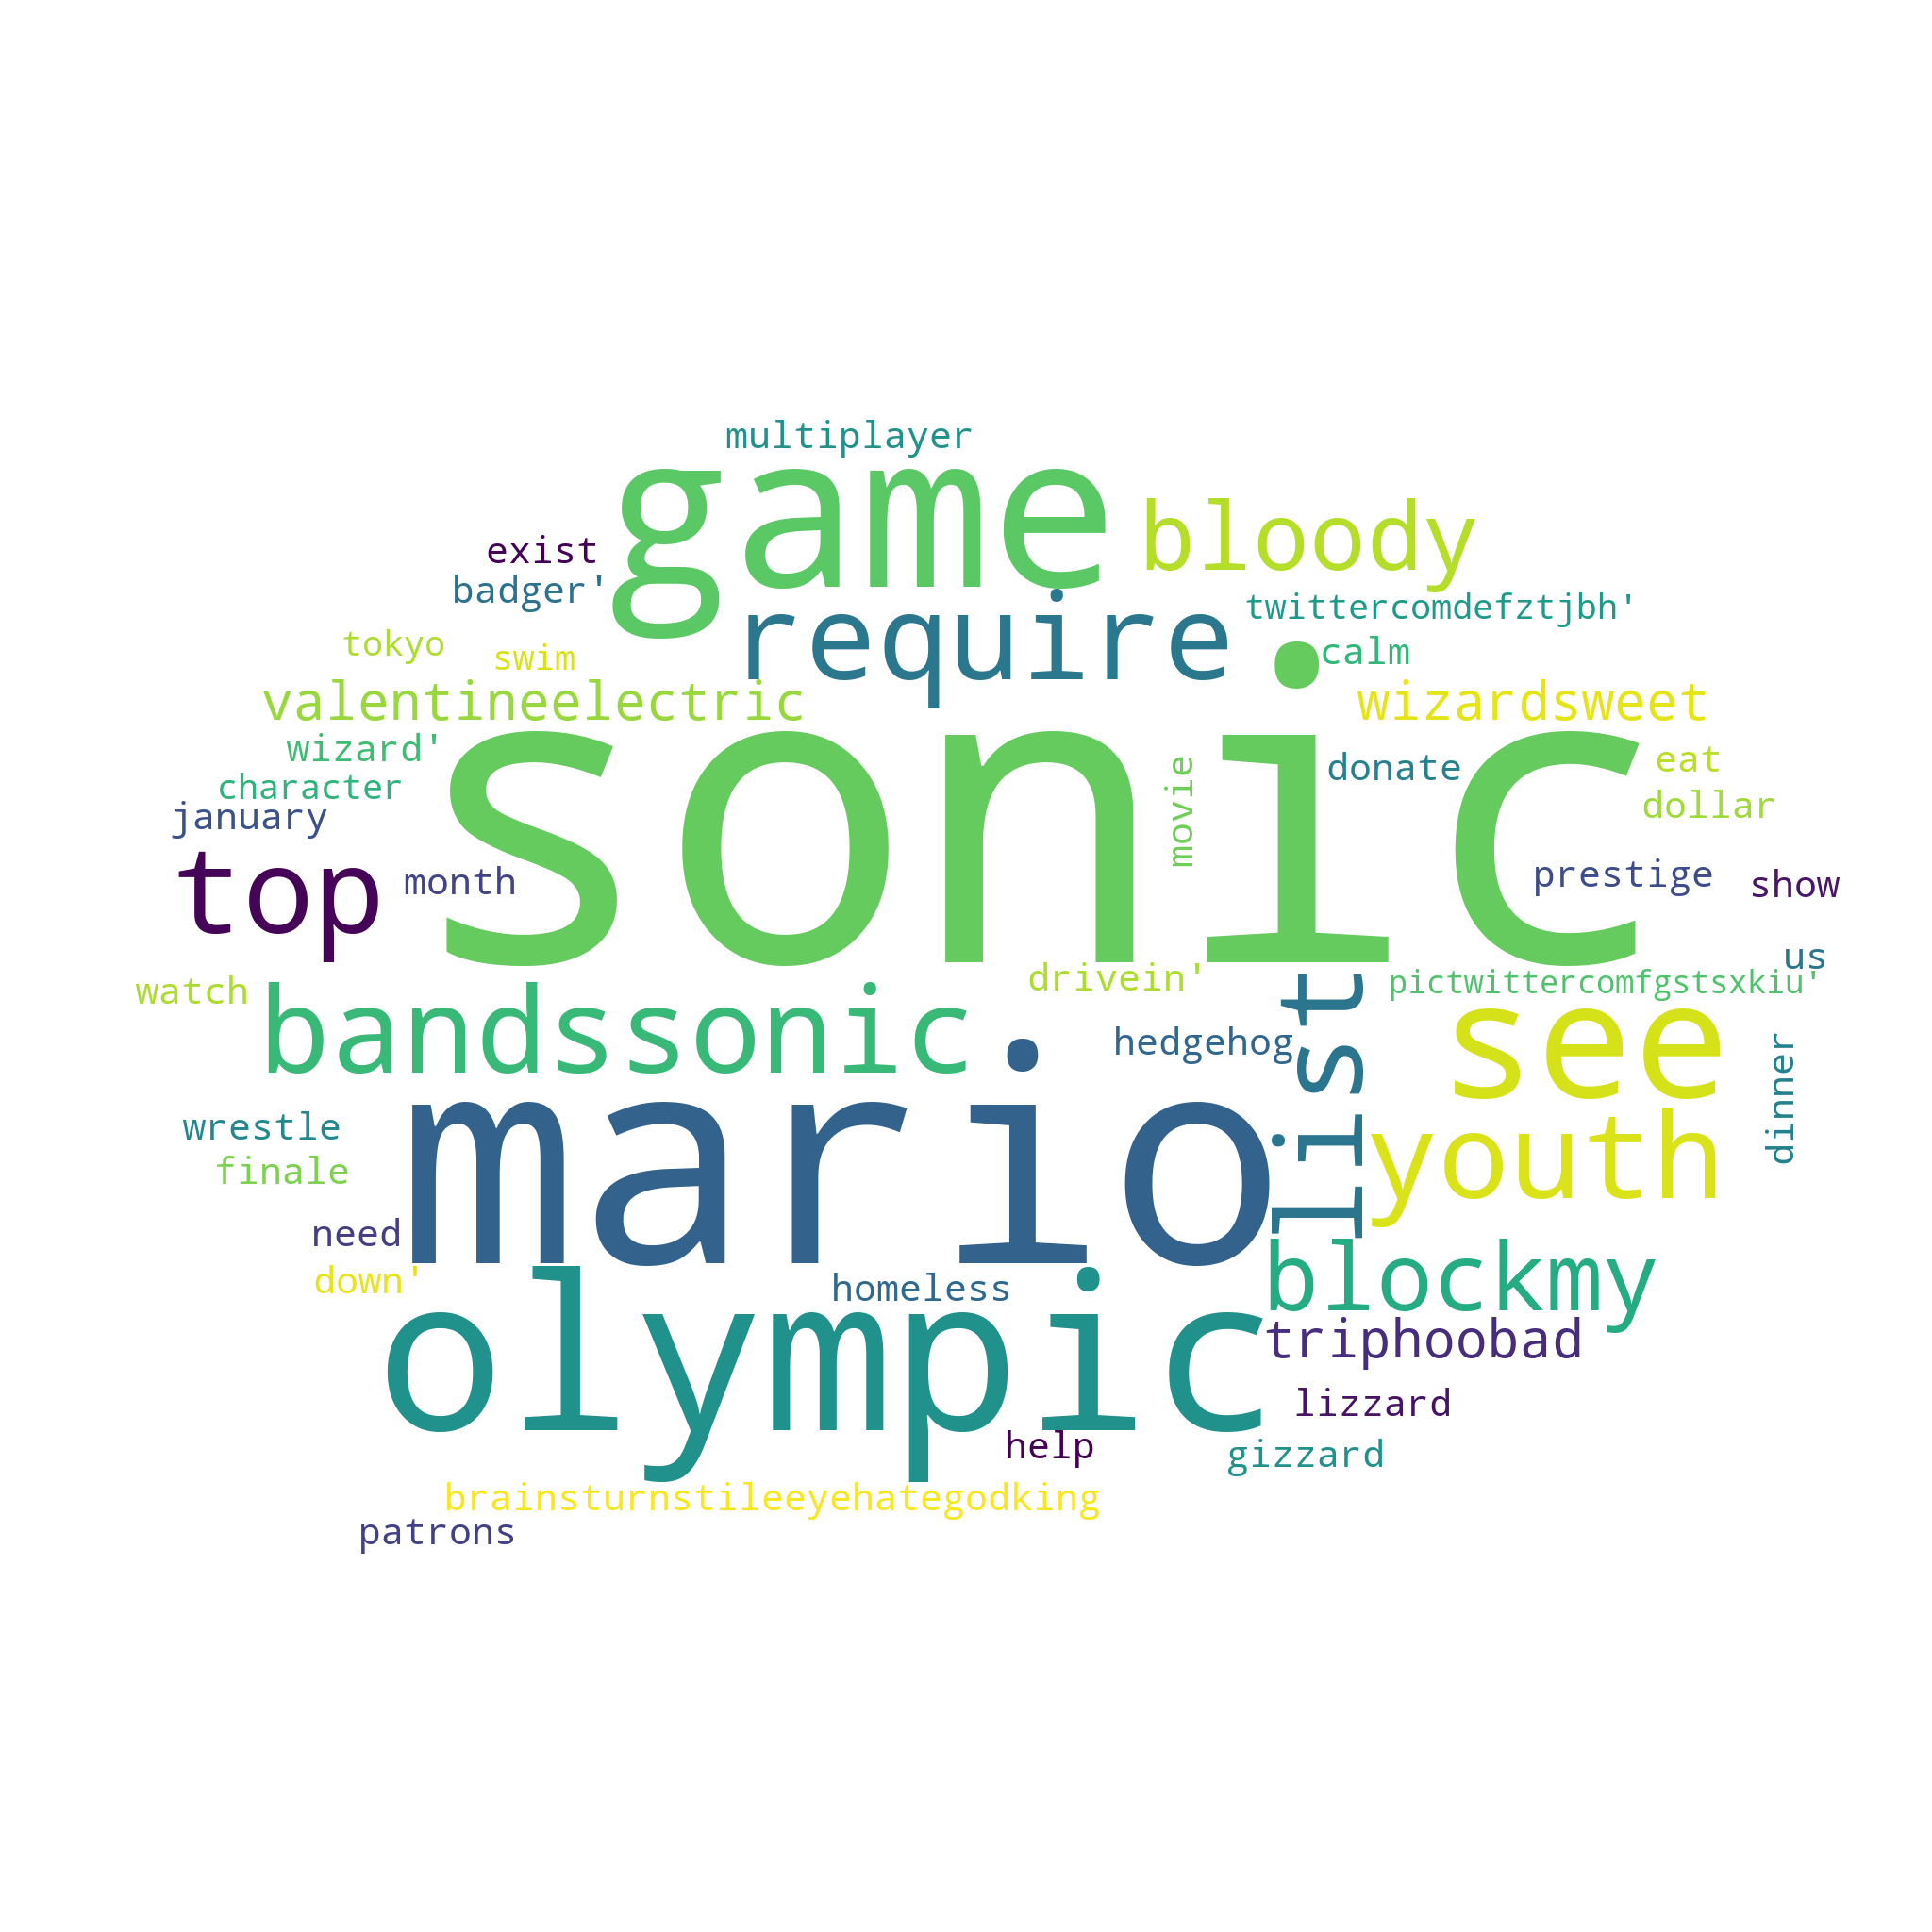 multiplayer
game
bloody
exist
badger'
require
twittercomdefztjbh'
tokyo
swim
calm
valentineelectric
wizardsweet
wizard'
sonic
movie
donate
eat
character
dollar
january
top
month
prestige
show
us
watch
bandssonic
drivein'
pictwittercomfgstsxkiu'
hedgehog
list
see
dinner
wrestle
mario
youth
finale
need
down'
homeless
blockmy
olympic
triphoobad
lizzard
help
gizzard
brainsturnstileeyehategodking
patrons